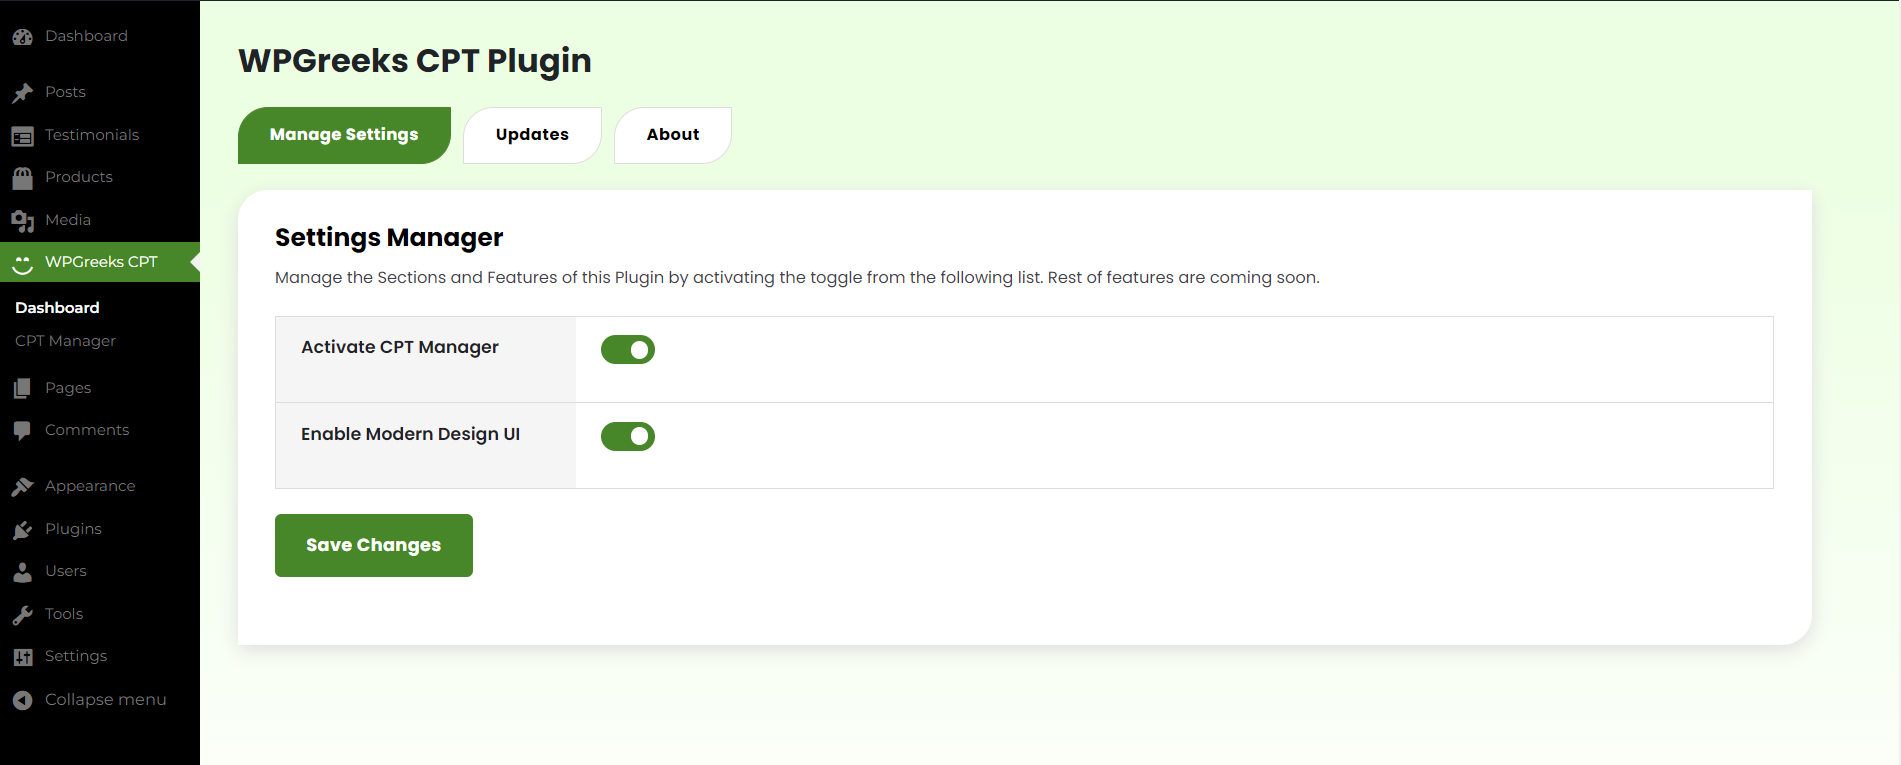 Dashboard
Posts
Testimonials
Products
Media
WPGreeks CPT
Dashboard
CPT Manager
Pages
Comments
Appearance
Plugins
Users
Tools
Settings
Collapse menu
WPGreeks CPT Plugin
Manage Settings
Updates
About
Settings Manager
Manage the Sections and Features of this Plugin by activating the toggle from the following list. Rest of features are coming soon.
Activate CPT Manager
Enable Modern Design UI
Save Changes